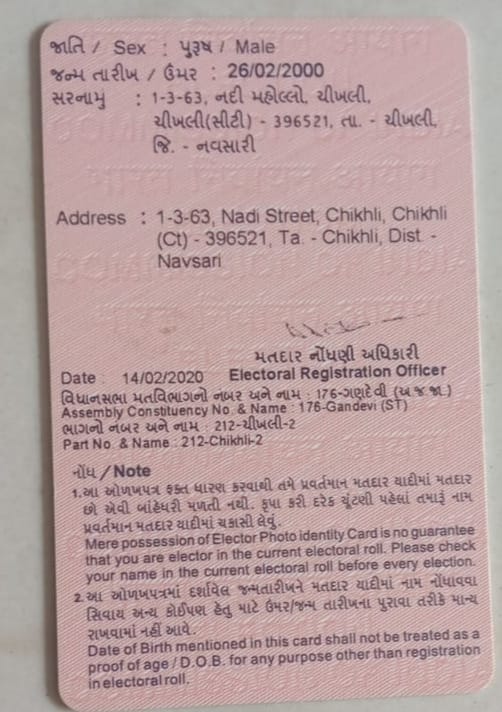 જાતિ / Sex : પુરૂષ / Male
જન્મ તારીખ / ઉંમર : 26/02/2000
સરનામુ : 1-3-63, નદી મહોલ્લો, ચીખલી,
ચીખલી(સીટી) - 396521, તા. - ચીખલી,
જિ. - નવસારી
Address : 1-3-63, Nadi Street, Chikhli, Chikhli
(Ct) - 396521, Ta. - Chikhli, Dist. -
Navsari
મતદાર નોંધણી અધિકારી
Date : 14/02/2020 Electoral Registration Officer
વિધાનસભા મતવિભાગનો નંબર અને નામ : 176-ગણદેવી (અ.જ.જા.)
Assembly Constituency No. & Name : 176-Gandevi (ST)
ભાગનો નંબર અને નામ : 212-ચીખલી-2
Part No. & Name : 212-Chikhli-2
નોંધ / Note
1. આ ઓળખપત્ર ફક્ત ધારણ કરવાથી તમે પ્રવર્તમાન મતદાર યાદીમાં મતદાર
છો એવી બાંહેધરી મળતી નથી. કૃપા કરી દરેક ચૂંટણી પહેલાં તમારૂં નામ
પ્રવર્તમાન મતદાર યાદીમાં ચકાસી લેવું.
Mere possession of Elector Photo identity Card is no guarantee
that you are elector in the current electoral roll. Please check
your name in the current electoral roll before every election.
2. આ ઓળખપત્રમાં દર્શાવેલ જન્મતારીખને મતદાર યાદીમાં નામ નોંધાવવા
સિવાય અન્ય કોઈપણ હેતુ માટે ઉંમર/જન્મ તારીખના પુરાવા તરીકે માન્ય
રાખવામાં નહીં આવે.
Date of Birth mentioned in this card shall not be treated as a
proof of age / D.O.B. for any purpose other than registration
in electoral roll.